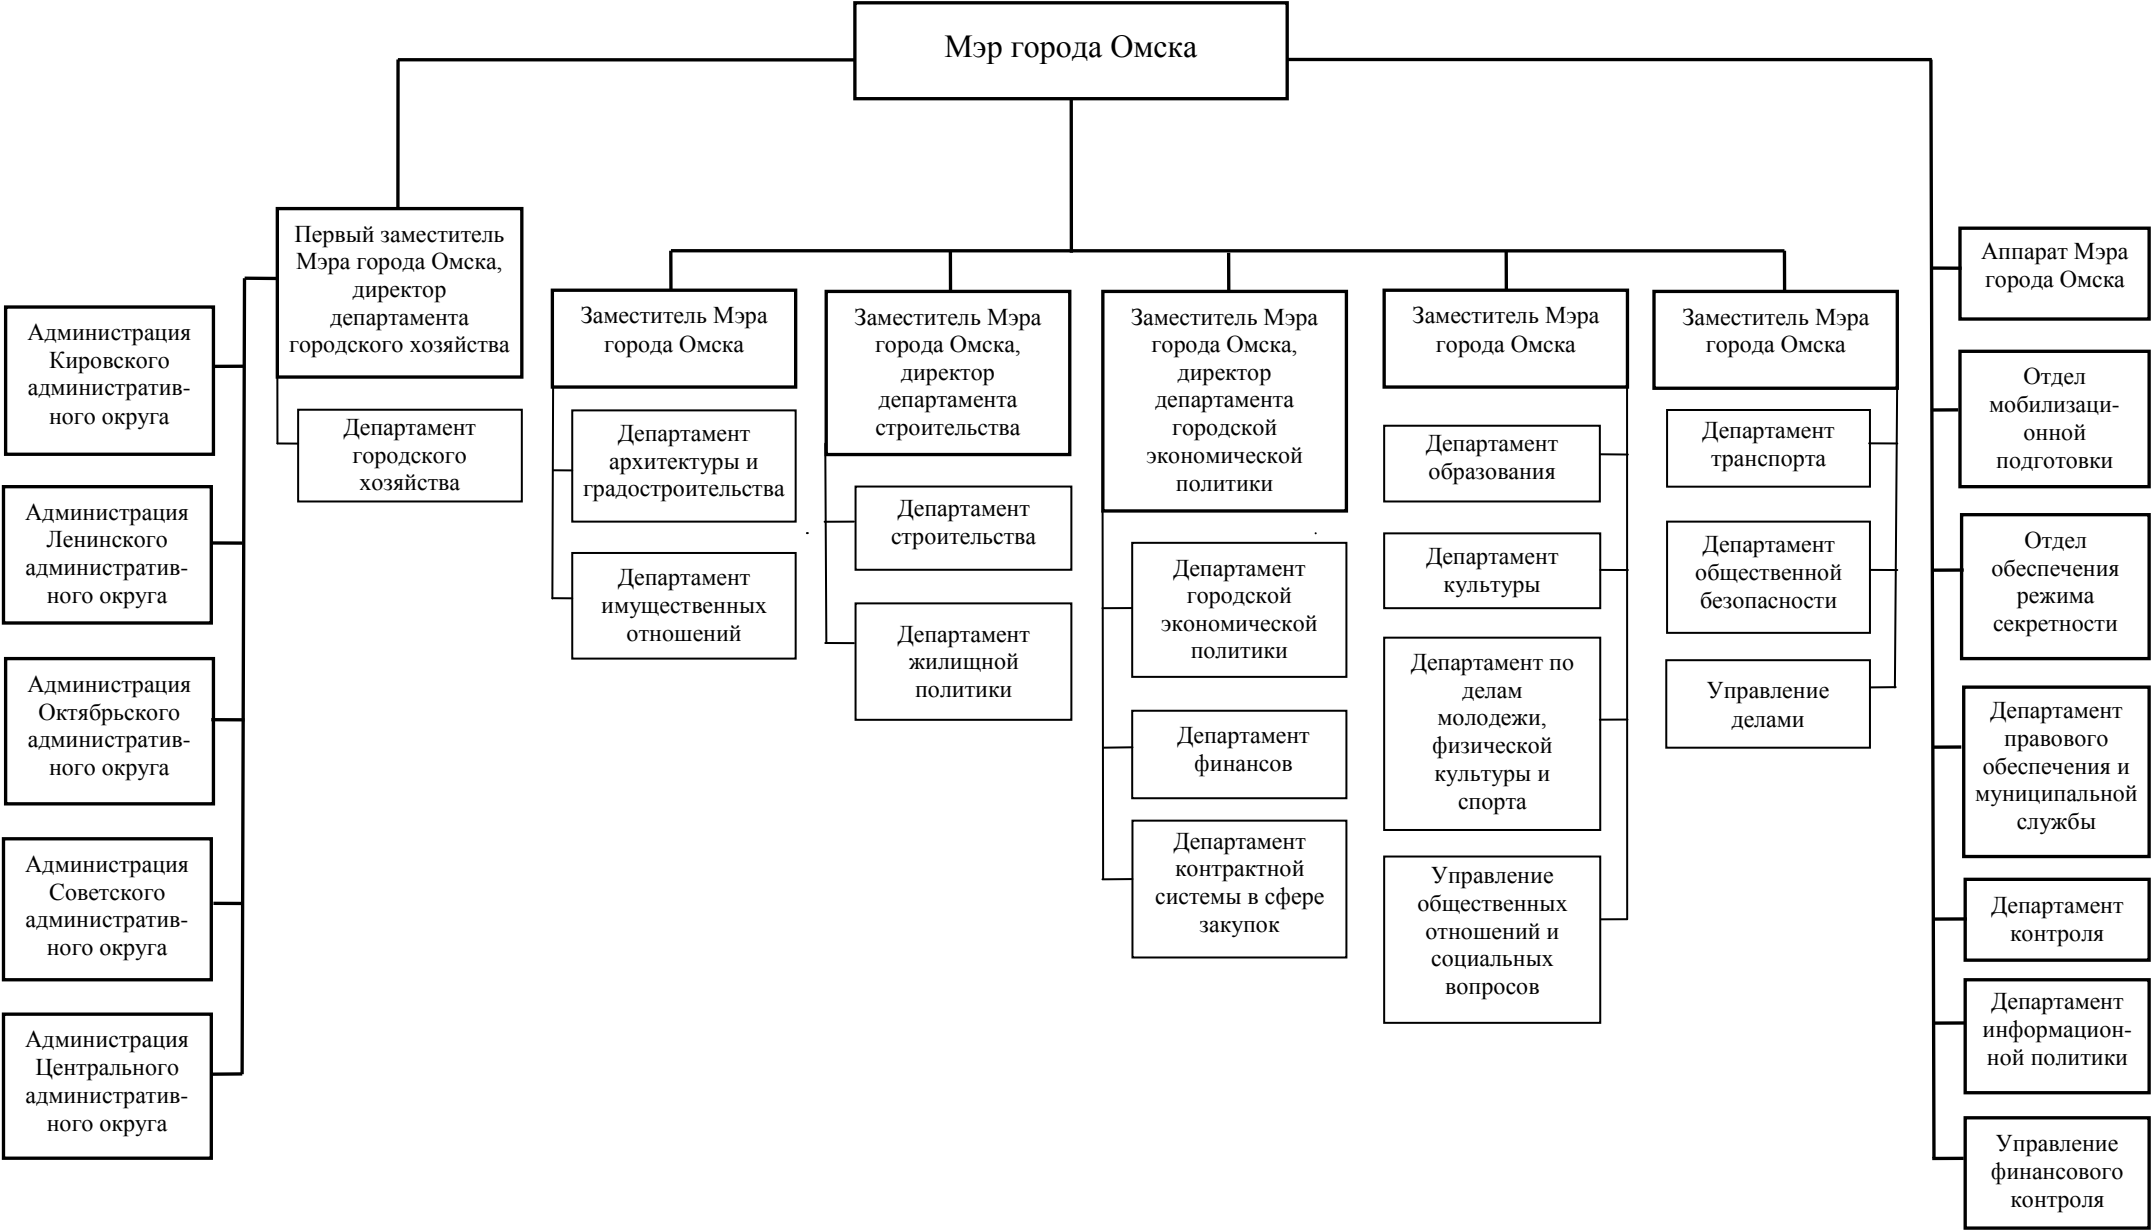 Мэр города Омска
Первый заместитель
Мэра города Омска,
директор
департамента
городского хозяйства
Департамент
городского
хозяйства
Администрация
Кировского
административ-
ного округа
Администрация
Ленинского
административ-
ного округа
Администрация
Октябрьского
административ-
ного округа
Администрация
Советского
административ-
ного округа
Администрация
Центрального
административ-
ного округа
Заместитель Мэра
города Омска
Департамент
архитектуры и
градостроительства
Департамент
имущественных
отношений
Заместитель Мэра
города Омска,
директор
департамента
строительства
Департамент
строительства
Департамент
жилищной
политики
Заместитель Мэра
города Омска,
директор
департамента
городской
экономической
политики
Департамент
городской
экономической
политики
Департамент
финансов
Департамент
контрактной
системы в сфере
закупок
Заместитель Мэра
города Омска
Департамент
образования
Департамент
культуры
Департамент по
делам
молодежи,
физической
культуры и
спорта
Управление
общественных
отношений и
социальных
вопросов
Заместитель Мэра
города Омска
Департамент
транспорта
Департамент
общественной
безопасности
Управление
делами
Аппарат Мэра
города Омска
Отдел
мобилизаци-
онной
подготовки
Отдел
обеспечения
режима
секретности
Департамент
правового
обеспечения и
муниципальной
службы
Департамент
контроля
Департамент
информацион-
ной политики
Управление
финансового
контроля